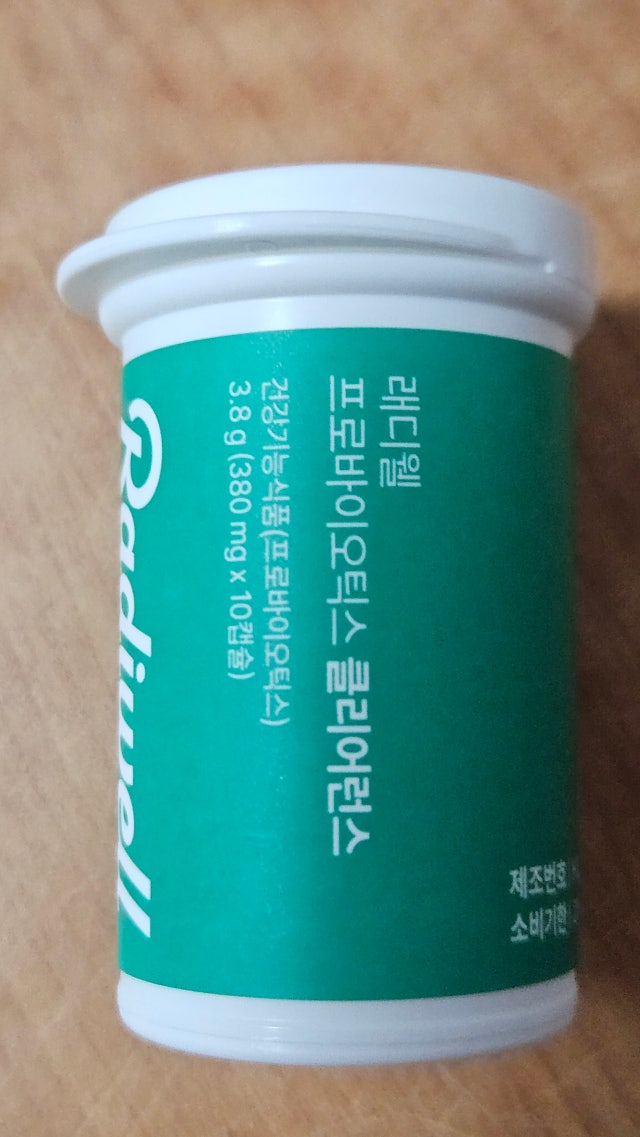 래디웰
프로바이오틱스 클리어런스
건강기능식품(프로바이오틱스)
3.8 g (380 mg x 10캡슐)
Radiwell
제조번호
소비기한